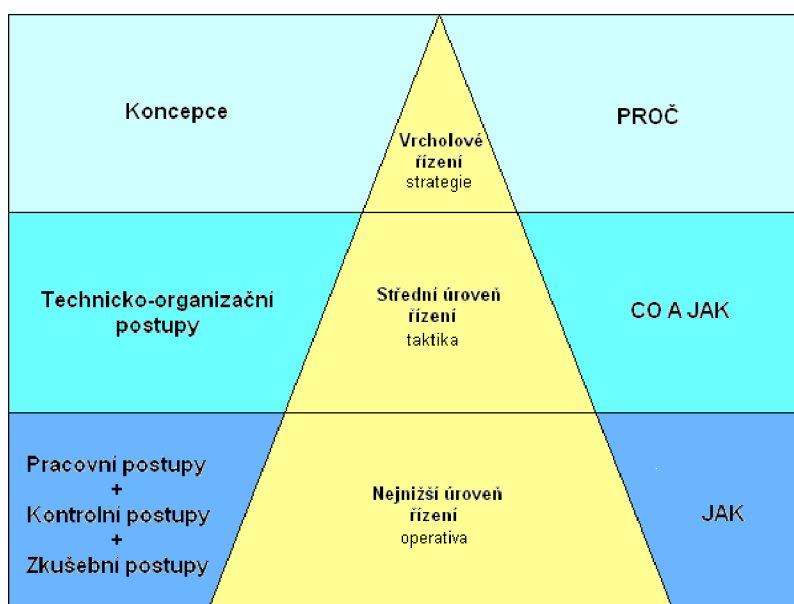 Koncepce
Vrcholové
řízení
strategie
PROČ
Technicko-organizační
postupy
Střední úroveň
řízení
taktika
CO A JAK
Pracovní postupy
+
Kontrolní postupy
+
Zkušební postupy
Nejnižší úroveň
řízení
operativa
JAK